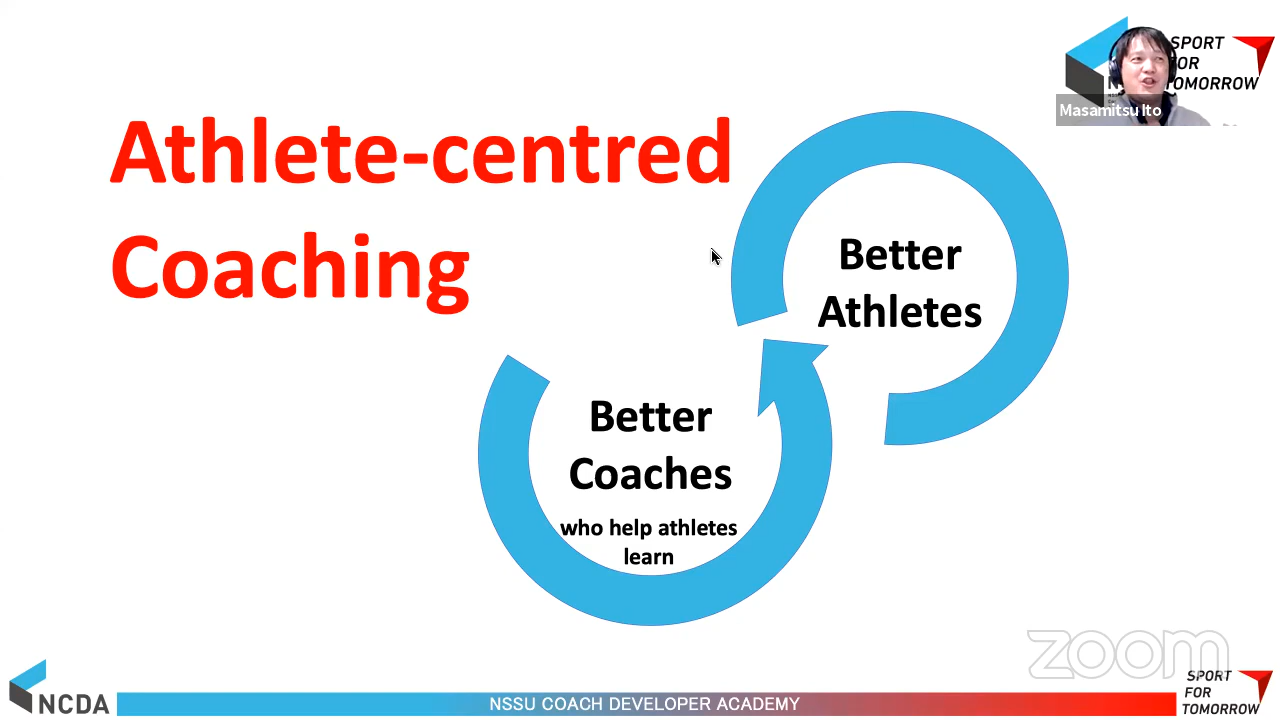 SPORT
FOR
TOMORROW
Masamitsu Ito
Athlete-centred
Coaching
Better
Athletes
Better
Coaches
who help athletes
learn
zoom
NCDA
NSSU COACH DEVELOPER ACADEMY
SPORT
FOR
TOMORROW